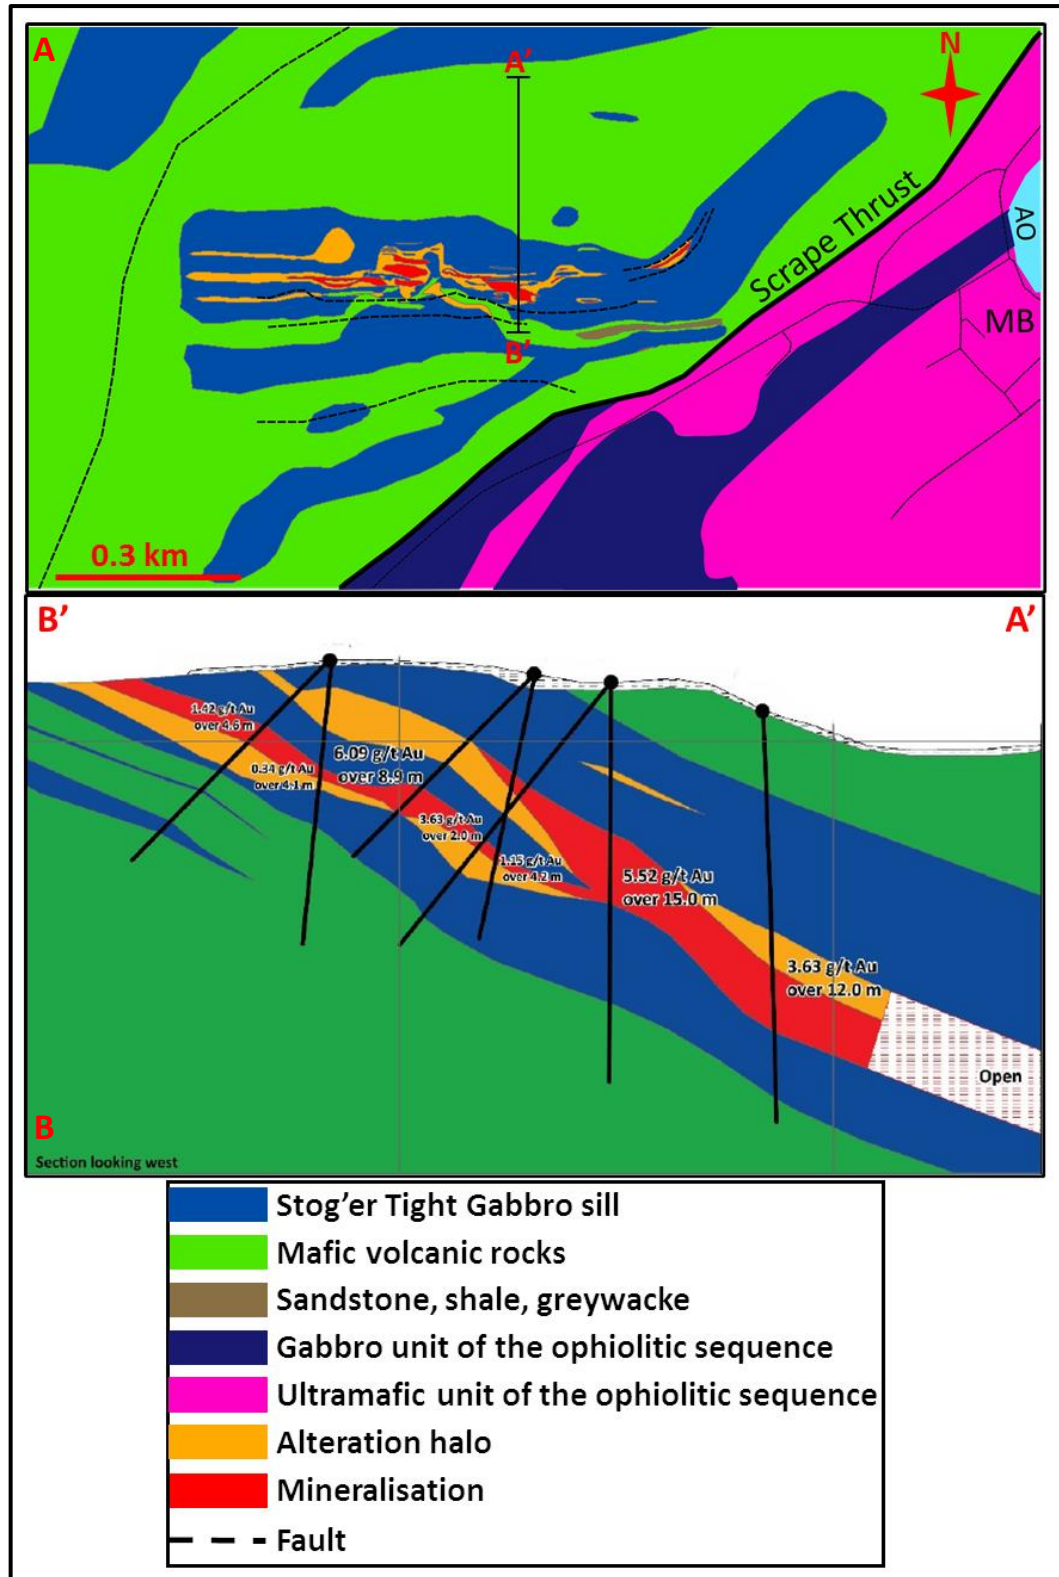 A
A’
N
Scrape Thrust
AO
MB
B’
0.3 km
B’
A’
1.42 g/t Au
over 4.6 m
6.09 g/t Au
over 8.9 m
0.34 g/t Au
over 4.1 m
3.63 g/t Au
over 2.0 m
1.15 g/t Au
over 4.2 m
5.52 g/t Au
over 15.0 m
3.63 g/t Au
over 12.0 m
Open
B
Section looking west
Stog’er Tight Gabbro sill
Mafic volcanic rocks
Sandstone, shale, greywacke
Gabbro unit of the ophiolitic sequence
Ultramafic unit of the ophiolitic sequence
Alteration halo
Mineralisation
Fault